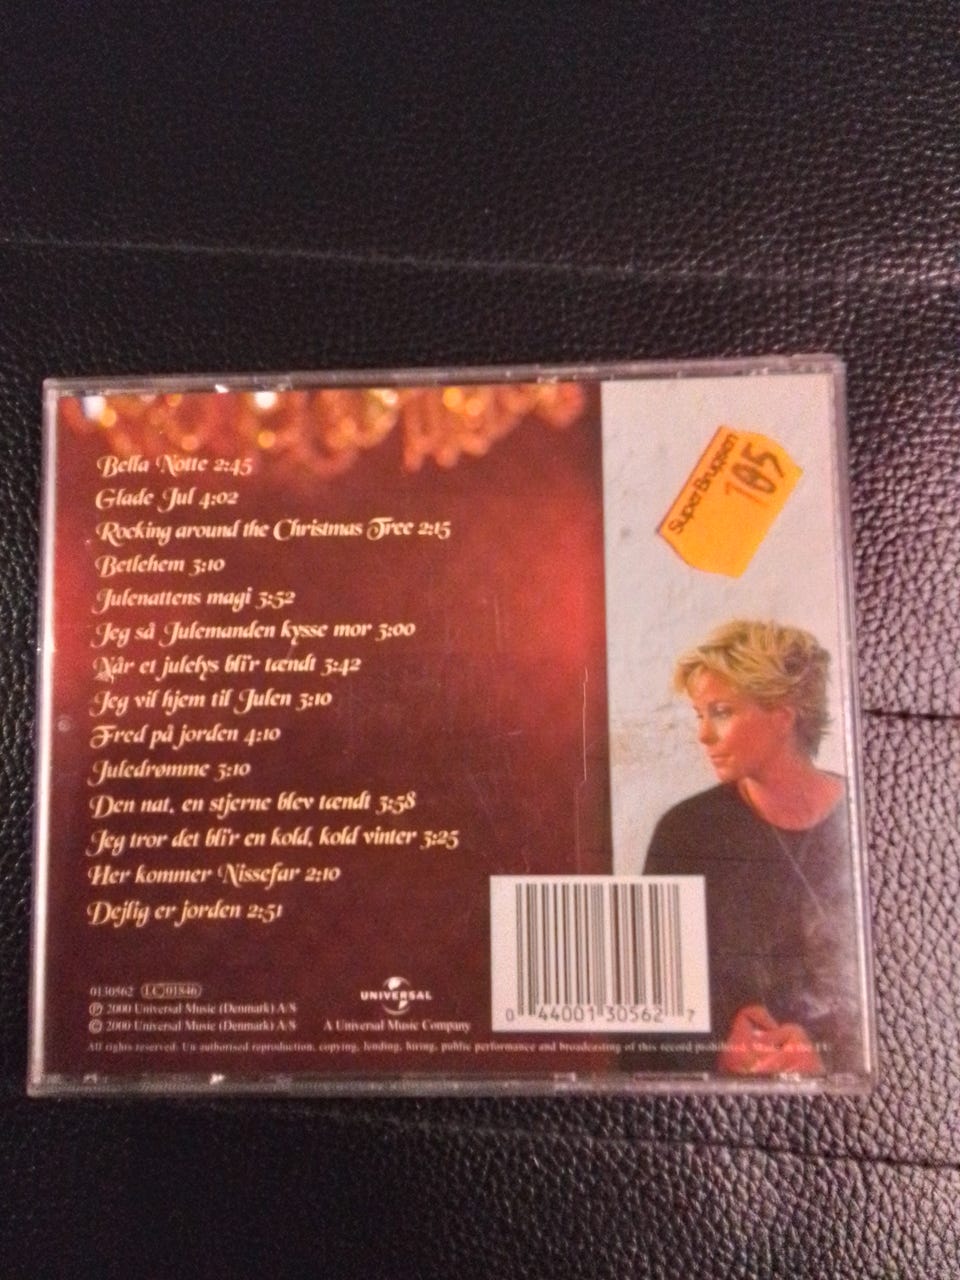 Bella Notte 2:45
Glade Jul 4:02
Rocking around the Christmas Tree 2:15
Betlehem 3:10
Julenattens magi 3:52
Jeg så Julemanden kysse mor 3:00
Når et julelys bli'r tændt 3:42
Jeg vil hjem til Julen 3:10
Fred på jorden 4:10
Juledrømme 3:10
Den nat, en stjerne blev tændt 3:58
Jeg tror det bli'r en kold, kold vinter 3:25
Her kommer Nissefar 2:10
Dejlig er jorden 2:51
SuperBrugsen
105
0130562 LC 01846
℗ 2000 Universal Music (Denmark) A/S
© 2000 Universal Music (Denmark) A/S
UNIVERSAL
A Universal Music Company
0 44001 30562 7
All rights reserved. Un-authorised reproduction, copying, lending, hiring, public performance and broadcasting of this record prohibited. Made in the EU